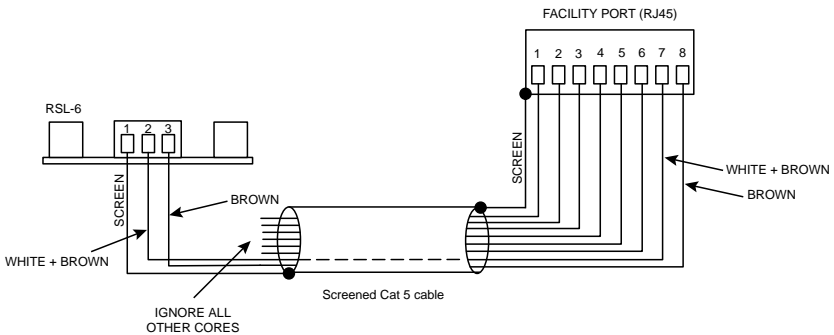 FACILITY PORT (RJ45)
1 2 3 4 5 6 7 8
RSL-6
1 2 3
SCREEN
SCREEN
WHITE + BROWN
BROWN
BROWN
WHITE + BROWN
Screened Cat 5 cable
IGNORE ALL
OTHER CORES